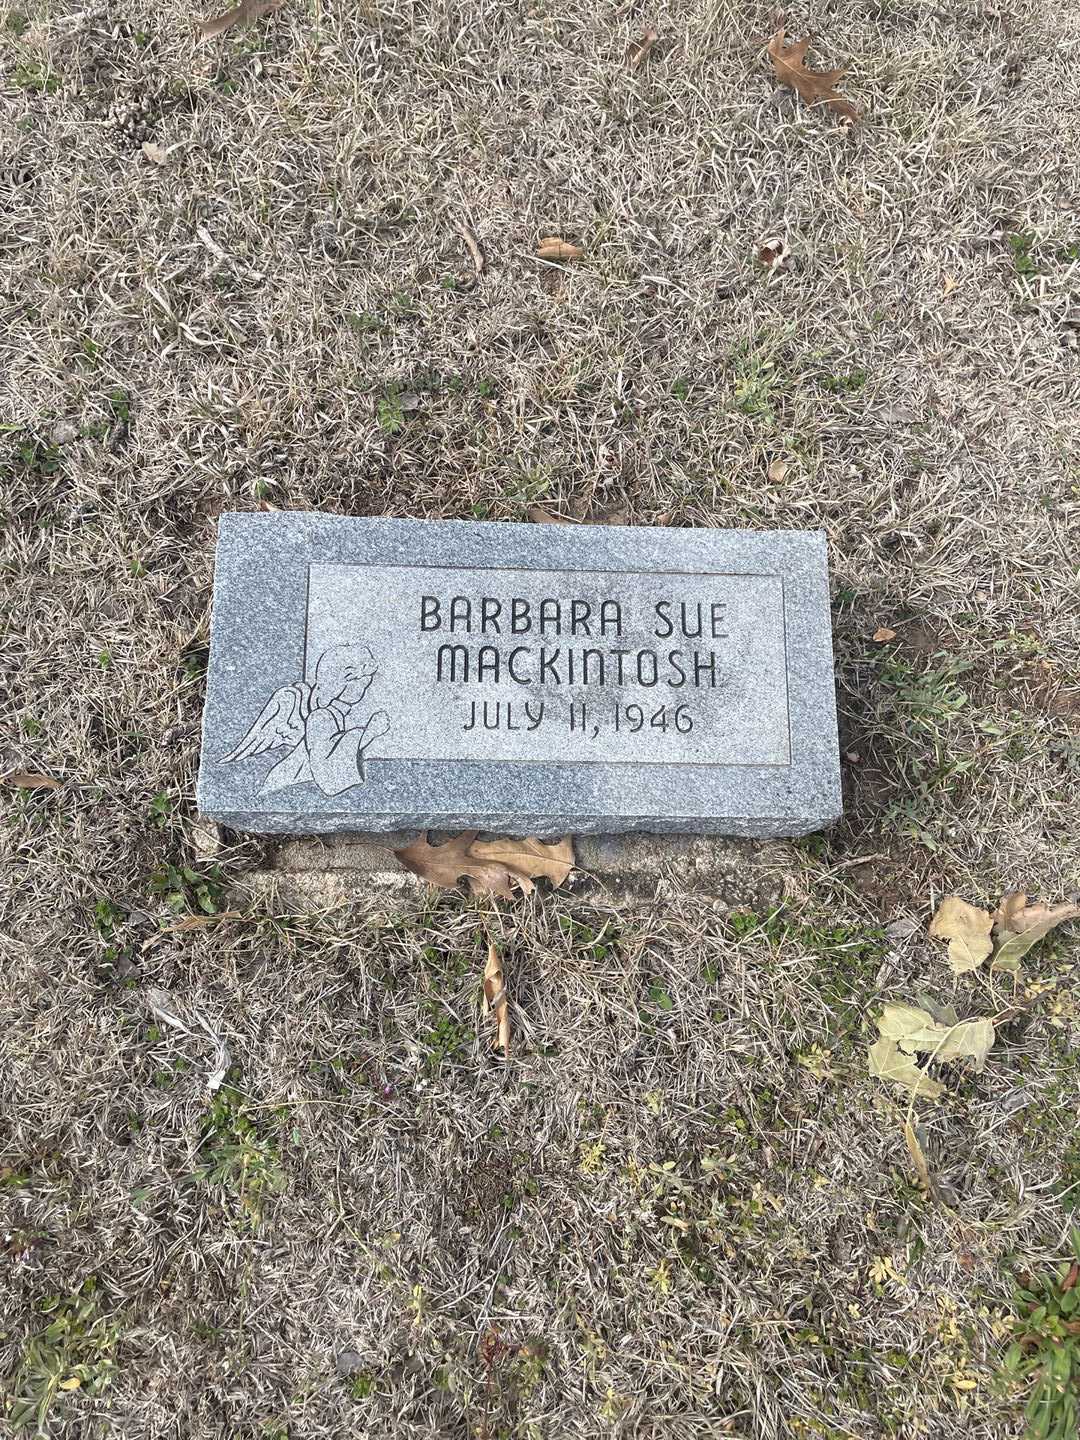 BARBARA SUE
MACKINTOSH
JULY 11, 1946